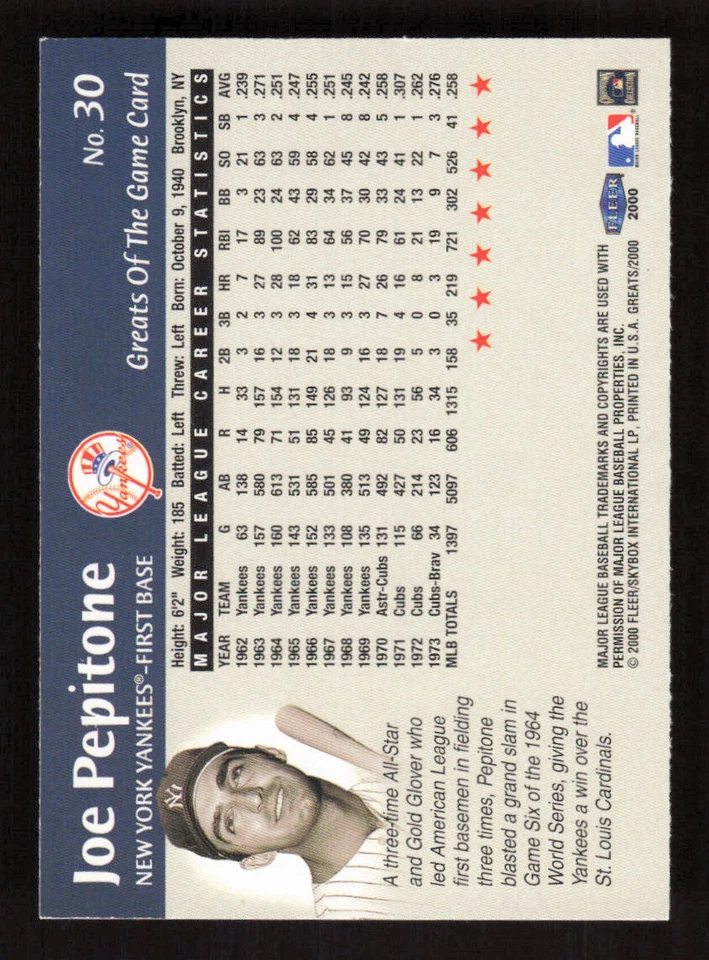 Joe Pepitone
No. 30
NEW YORK YANKEES®–FIRST BASE
Yankees
Greats Of The Game Card
Height: 6'2" Weight: 185 Batted: Left Threw: Left Born: October 9, 1940 Brooklyn, NY
MAJOR LEAGUE CAREER STATISTICS
YEAR TEAM G AB R H 2B 3B HR RBI BB SO SB AVG
1962 Yankees 63 138 14 33 3 2 7 17 3 21 1 .239
1963 Yankees 157 580 79 157 16 3 27 89 23 63 3 .271
1964 Yankees 160 613 71 154 12 3 28 100 24 63 2 .251
1965 Yankees 143 531 51 131 18 3 18 62 43 59 4 .247
1966 Yankees 152 585 85 149 21 4 31 83 29 58 4 .255
1967 Yankees 133 501 45 126 18 3 13 64 34 62 1 .251
1968 Yankees 108 380 41 93 9 3 15 56 37 45 8 .245
1969 Yankees 135 513 49 124 16 3 27 70 30 42 8 .242
1970 Astr-Cubs 131 492 82 127 18 7 26 79 33 43 5 .258
1971 Cubs 115 427 50 131 19 4 16 61 24 41 1 .307
1972 Cubs 66 214 23 56 5 0 8 21 13 22 1 .262
1973 Cubs-Brav 34 123 16 34 3 0 3 19 9 7 3 .276
MLB TOTALS 1397 5097 606 1315 158 35 219 721 302 526 41 .258
NY
A three-time All-Star
and Gold Glover who
led American League
first basemen in fielding
three times, Pepitone
blasted a grand slam in
Game Six of the 1964
World Series, giving the
Yankees a win over the
St. Louis Cardinals.
MAJOR LEAGUE BASEBALL TRADEMARKS AND COPYRIGHTS ARE USED WITH
PERMISSION OF MAJOR LEAGUE BASEBALL PROPERTIES, INC.
© 2000 FLEER/SKYBOX INTERNATIONAL LP, PRINTED IN U.S.A. GREATS/2000
FLEER
2000
MAJOR LEAGUE BASEBALL
COOPERSTOWN
COLLECTION